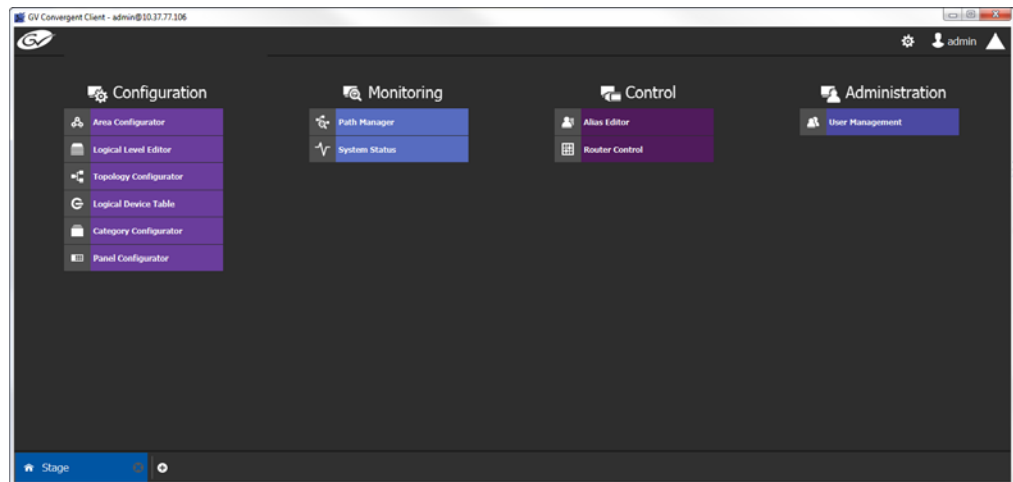 GV Convergent Client - admin@10.37.77.106
GV
admin
Configuration
Area Configurator
Logical Level Editor
Topology Configurator
Logical Device Table
Category Configurator
Panel Configurator
Monitoring
Path Manager
System Status
Control
Alias Editor
Router Control
Administration
User Management
Stage